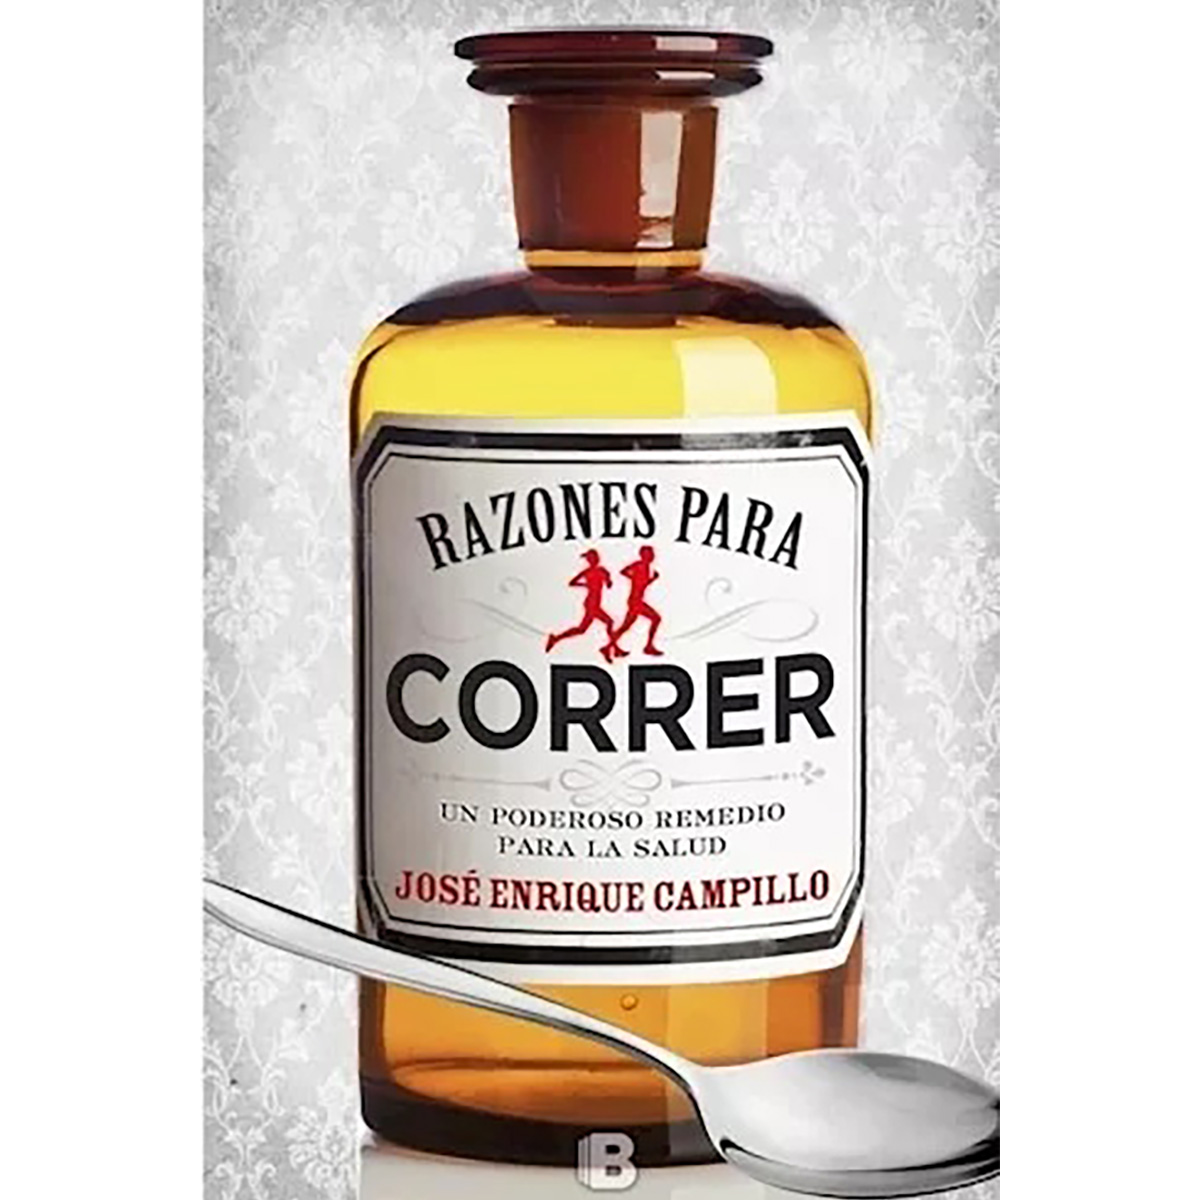 RAZONES PARA
CORRER
UN PODEROSO REMEDIO
PARA LA SALUD
JOSÉ ENRIQUE CAMPILLO
B